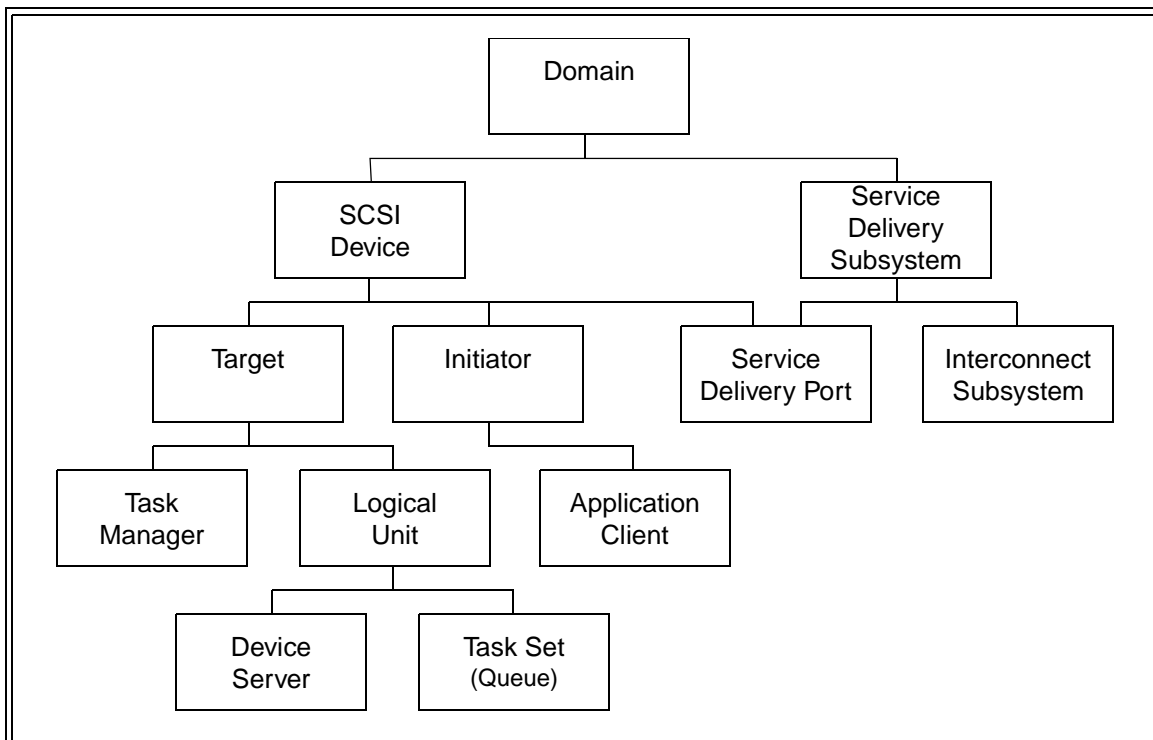 Domain
SCSI
Device
Service
Delivery
Subsystem
Target
Initiator
Service
Delivery Port
Interconnect
Subsystem
Task
Manager
Logical
Unit
Application
Client
Device
Server
Task Set
(Queue)